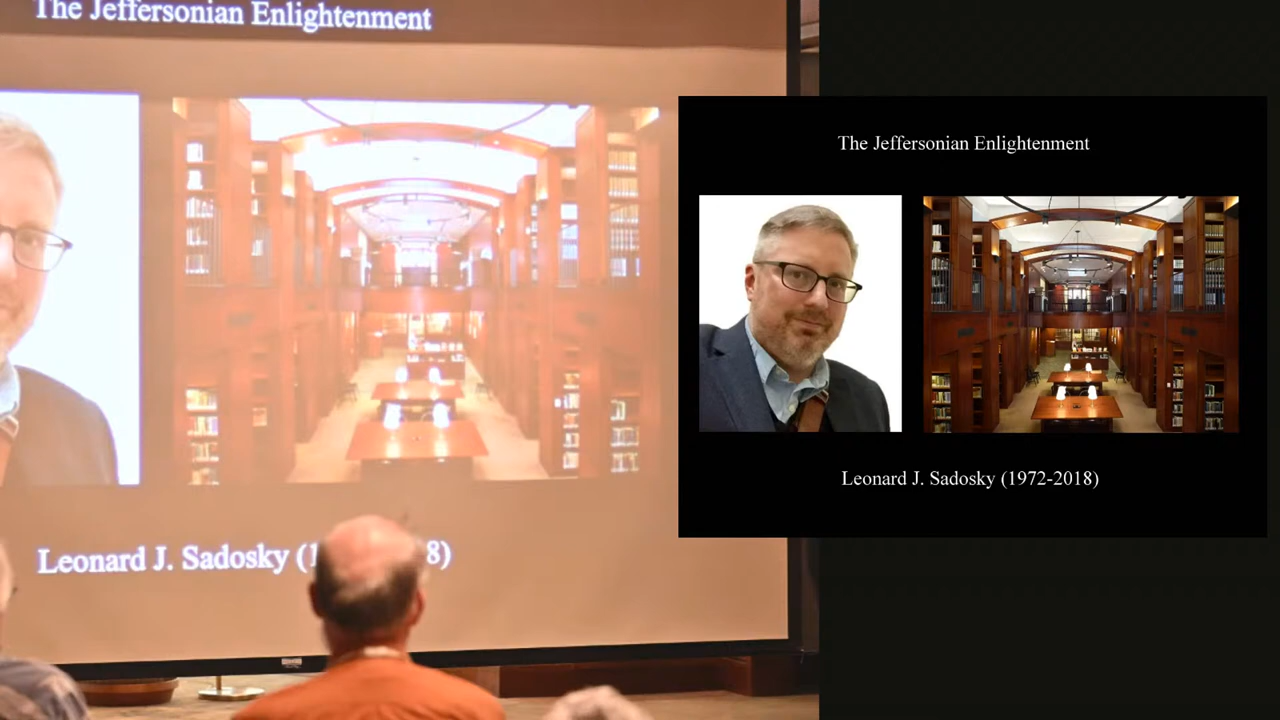 The Jeffersonian Enlightenment
Leonard J. Sadosky (1 8)
The Jeffersonian Enlightenment
Leonard J. Sadosky (1972-2018)